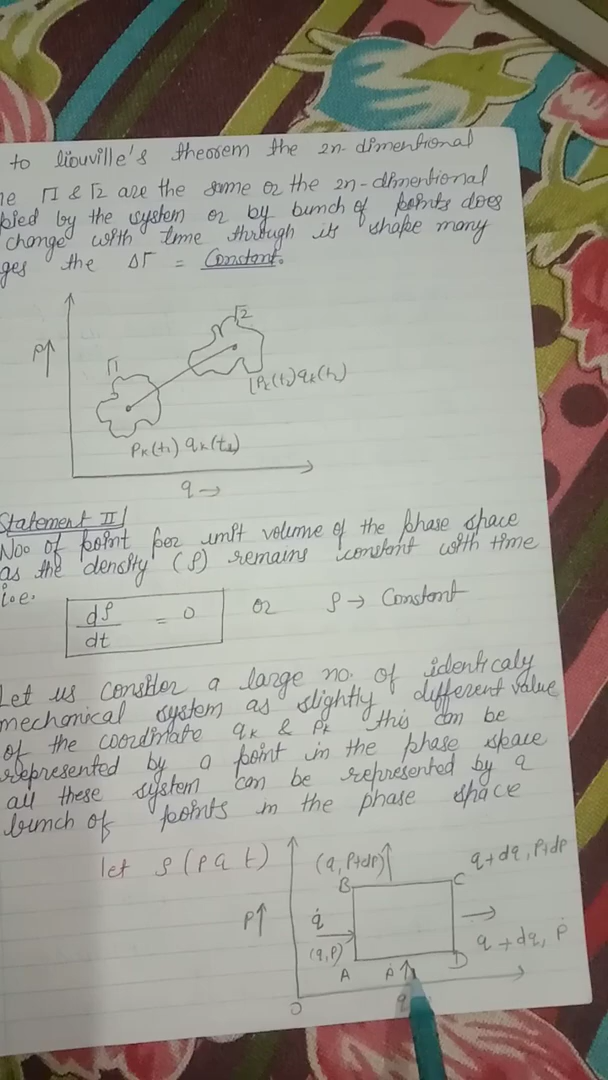 to liouville's theorem the 2n-dimentional
Γ1 & Γ2 are the same or the 2n-dimentional
pied by the system or by bunch of points does
change with time through its shape many
ges the ΔΓ = Constant.
Γ2
P↑
Γ1
Pk(t1) qk(t2)
q →
Statement II
Noo of point per unit volume of the phase space
as the density (ρ) remains constant with time
i.e.
dρ/dt = 0 or ρ → Constant
Let us consider a large no. of identicaly
mechanical system as slightly different value
of the coordinate qk & Pk this can be
represented by a point in the phase space
all these system can be represented by a
bunch of points in the phase space
let ρ (p q t)
(q, P+dp) ↑
q+dq, P+dp
B C
P↑
q̇
→
(q,P)
q+dq, ṗ
A ṗ ↑ D
O